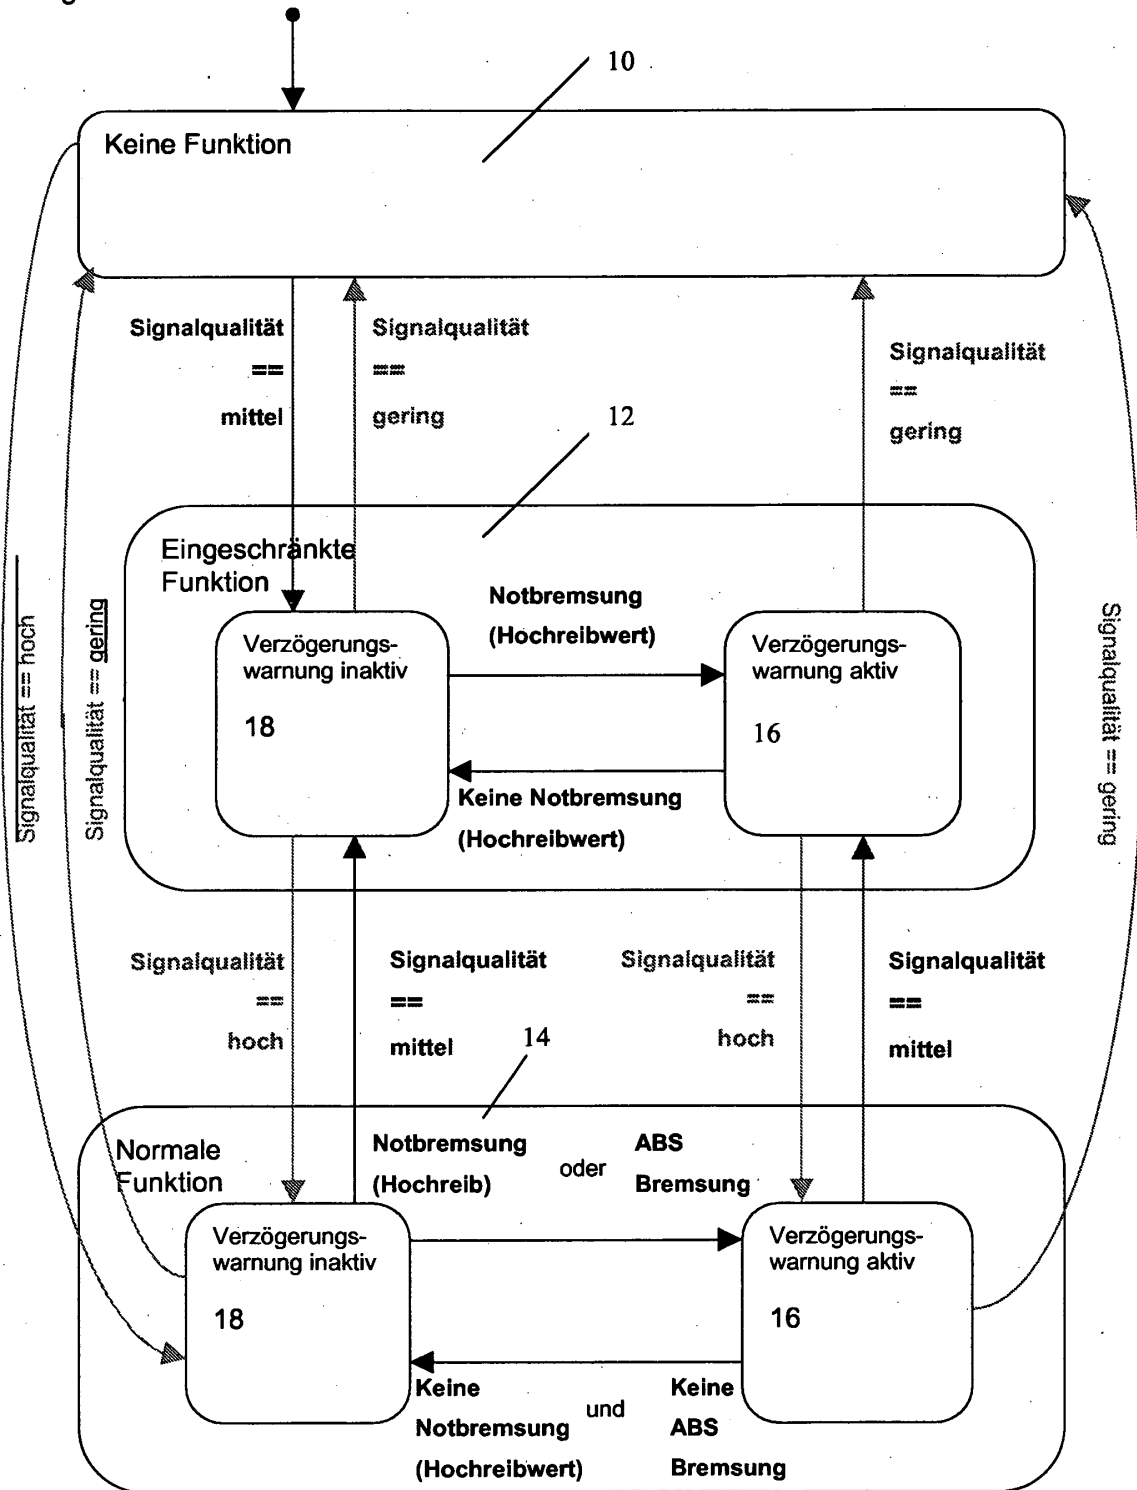 10
Keine Funktion
Signalqualität
==
mittel
Signalqualität
==
gering
Signalqualität
==
gering
12
Eingeschränkte
Funktion
Notbremsung
(Hochreibwert)
Verzögerungs-
warnung inaktiv
18
Verzögerungs-
warnung aktiv
16
Keine Notbremsung
(Hochreibwert)
Signalqualität == hoch
Signalqualität == gering
Signalqualität == gering
Signalqualität
==
hoch
Signalqualität
==
mittel
Signalqualität
==
hoch
Signalqualität
==
mittel
14
Normale
Funktion
Notbremsung
(Hochreib)
oder
ABS
Bremsung
Verzögerungs-
warnung inaktiv
18
Verzögerungs-
warnung aktiv
16
Keine
Notbremsung
(Hochreibwert)
und
Keine
ABS
Bremsung